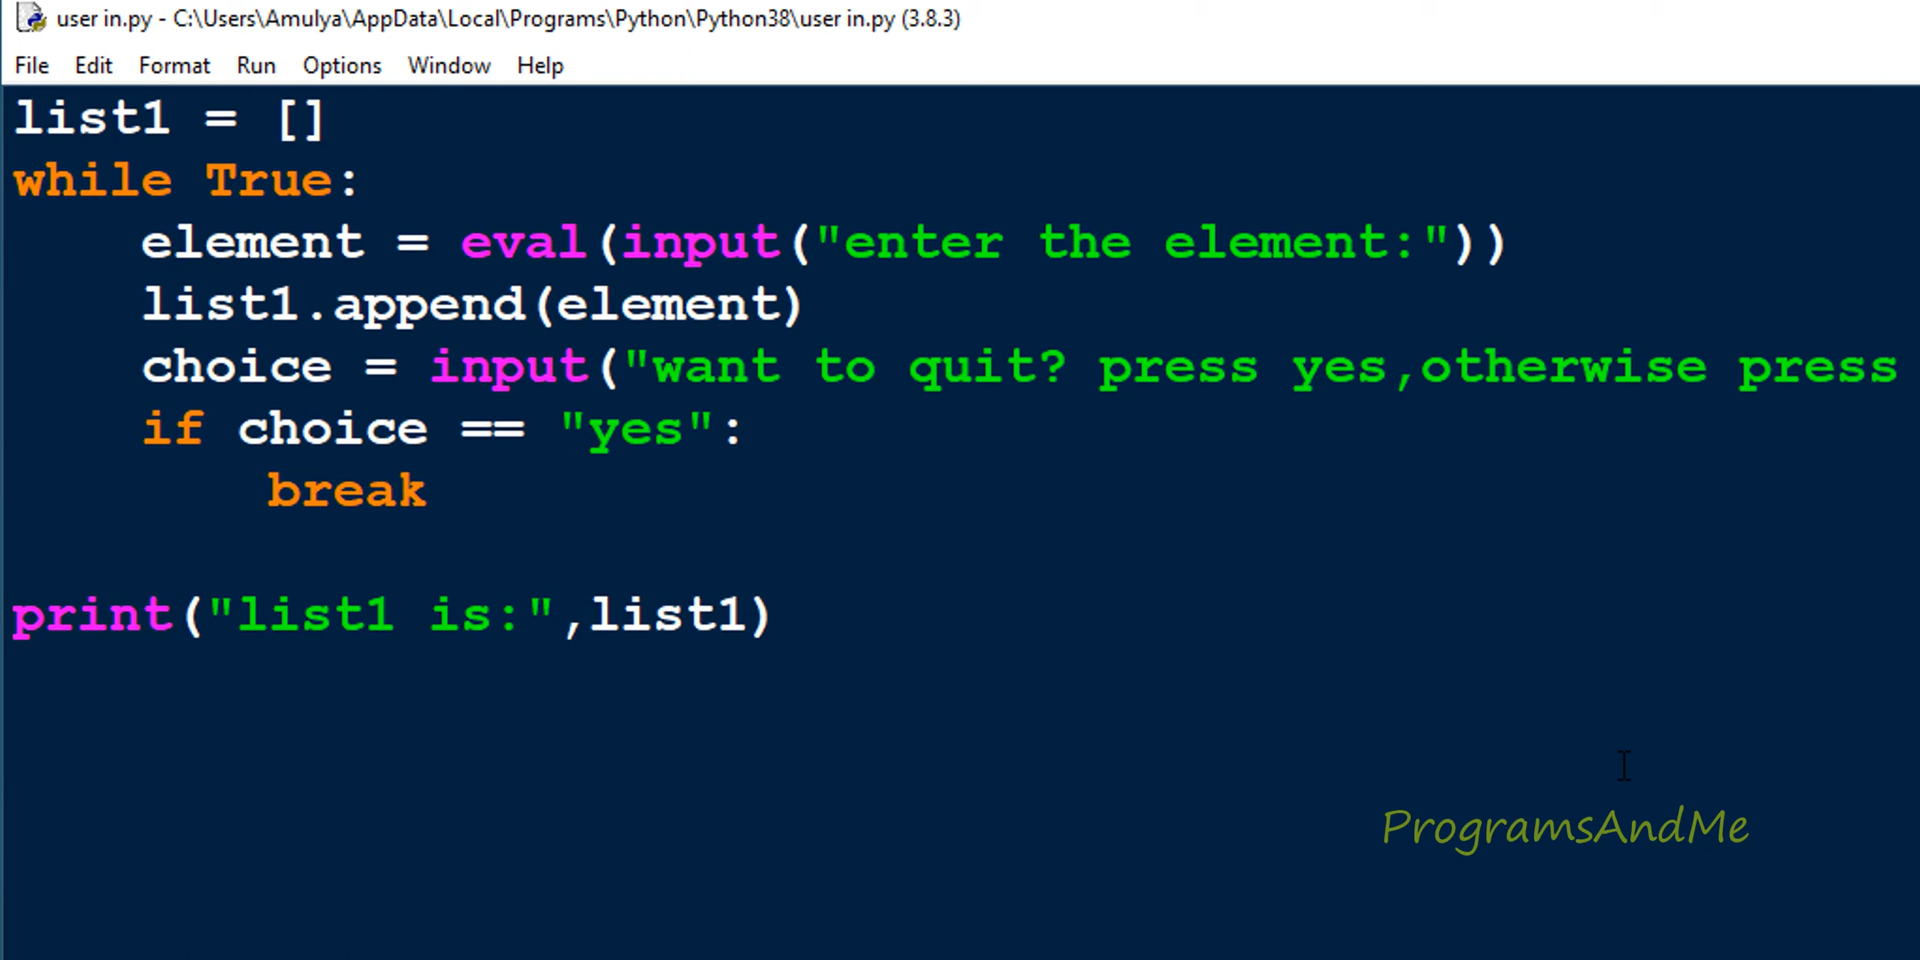 user in.py - C:\Users\Amulya\AppData\Local\Programs\Python\Python38\user in.py (3.8.3)
File Edit Format Run Options Window Help
list1 = []
while True:
    element = eval(input("enter the element:"))
    list1.append(element)
    choice = input("want to quit? press yes,otherwise press
    if choice == "yes":
        break
print("list1 is:",list1)
ProgramsAndMe